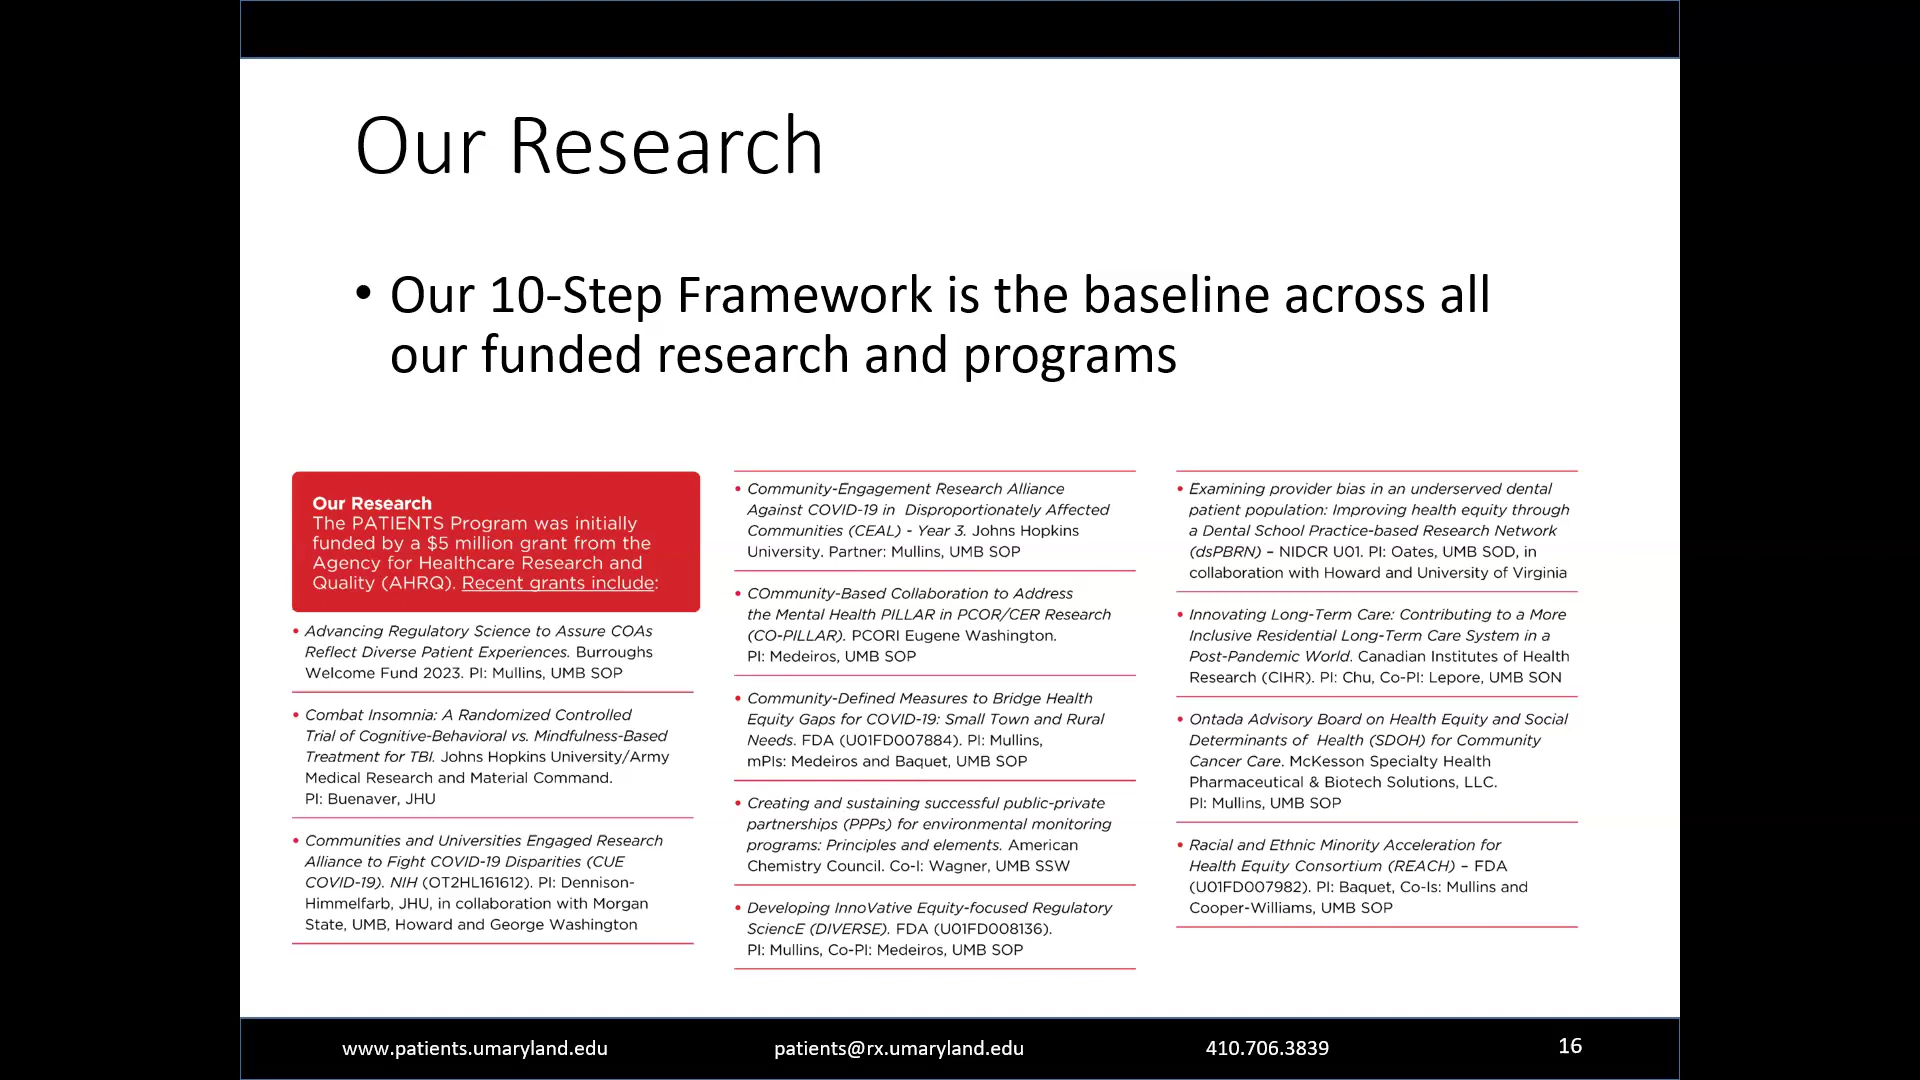 Our Research
• Our 10-Step Framework is the baseline across all
our funded research and programs
Our Research
The PATIENTS Program was initially
funded by a $5 million grant from the
Agency for Healthcare Research and
Quality (AHRQ). Recent grants include:
• Advancing Regulatory Science to Assure COAs
Reflect Diverse Patient Experiences. Burroughs
Welcome Fund 2023. PI: Mullins, UMB SOP
• Combat Insomnia: A Randomized Controlled
Trial of Cognitive-Behavioral vs. Mindfulness-Based
Treatment for TBI. Johns Hopkins University/Army
Medical Research and Material Command.
PI: Buenaver, JHU
• Communities and Universities Engaged Research
Alliance to Fight COVID-19 Disparities (CUE
COVID-19). NIH (OT2HL161612). PI: Dennison-
Himmelfarb, JHU, in collaboration with Morgan
State, UMB, Howard and George Washington
• Community-Engagement Research Alliance
Against COVID-19 in Disproportionately Affected
Communities (CEAL) - Year 3. Johns Hopkins
University. Partner: Mullins, UMB SOP
• COmmunity-Based Collaboration to Address
the Mental Health PILLAR in PCOR/CER Research
(CO-PILLAR). PCORI Eugene Washington.
PI: Medeiros, UMB SOP
• Community-Defined Measures to Bridge Health
Equity Gaps for COVID-19: Small Town and Rural
Needs. FDA (U01FD007884). PI: Mullins,
mPIs: Medeiros and Baquet, UMB SOP
• Creating and sustaining successful public-private
partnerships (PPPs) for environmental monitoring
programs: Principles and elements. American
Chemistry Council. Co-I: Wagner, UMB SSW
• Developing InnoVative Equity-focused Regulatory
SciencE (DIVERSE). FDA (U01FD008136).
PI: Mullins, Co-PI: Medeiros, UMB SOP
• Examining provider bias in an underserved dental
patient population: Improving health equity through
a Dental School Practice-based Research Network
(dsPBRN) – NIDCR U01. PI: Oates, UMB SOD, in
collaboration with Howard and University of Virginia
• Innovating Long-Term Care: Contributing to a More
Inclusive Residential Long-Term Care System in a
Post-Pandemic World. Canadian Institutes of Health
Research (CIHR). PI: Chu, Co-PI: Lepore, UMB SON
• Ontada Advisory Board on Health Equity and Social
Determinants of Health (SDOH) for Community
Cancer Care. McKesson Specialty Health
Pharmaceutical & Biotech Solutions, LLC.
PI: Mullins, UMB SOP
• Racial and Ethnic Minority Acceleration for
Health Equity Consortium (REACH) – FDA
(U01FD007982). PI: Baquet, Co-Is: Mullins and
Cooper-Williams, UMB SOP
www.patients.umaryland.edu
patients@rx.umaryland.edu
410.706.3839
16